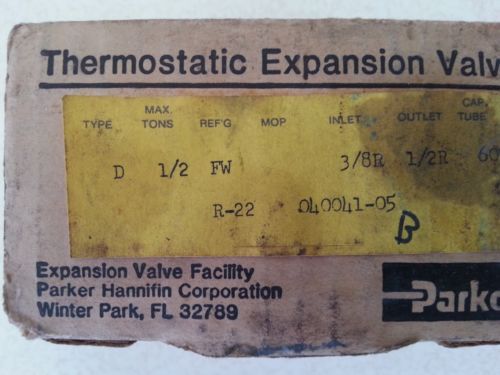 Thermostatic Expansion Valv
TYPE MAX. TONS REF'G MOP INLET OUTLET CAP. TUBE
D 1/2 FW 3/8R 1/2R 60
R-22 040041-05
B
Expansion Valve Facility
Parker Hannifin Corporation
Winter Park, FL 32789
Parke